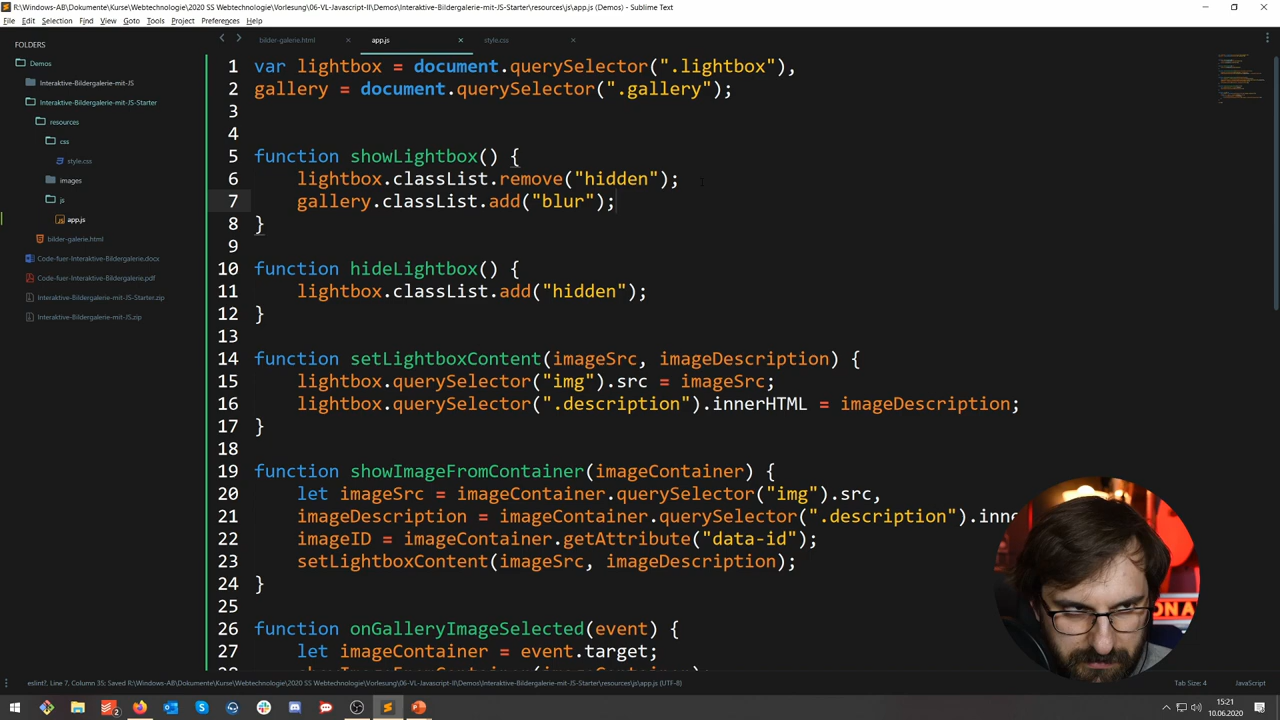 R:\Windows-AB\Dokumente\Kurse\Webtechnologie\2020 SS Webtechnologie\Vorlesung\06-VL-Javascript-II\Demos\Interaktive-Bildergalerie-mit-JS-Starter\resources\js\app.js (Demos) - Sublime Text
File Edit Selection Find View Goto Tools Project Preferences Help
FOLDERS
Demos
Interaktive-Bildergalerie-mit-JS
Interaktive-Bildergalerie-mit-JS-Starter
resources
css
style.css
images
js
app.js
bilder-galerie.html
Code-fuer-Interaktive-Bildergalerie.docx
Code-fuer-Interaktive-Bildergalerie.pdf
Interaktive-Bildergalerie-mit-JS-Starter.zip
Interaktive-Bildergalerie-mit-JS.zip
bilder-galerie.html app.js style.css
1 var lightbox = document.querySelector(".lightbox"),
2 gallery = document.querySelector(".gallery");
3
4
5 function showLightbox() {
6 lightbox.classList.remove("hidden");
7 gallery.classList.add("blur");
8 }
9
10 function hideLightbox() {
11 lightbox.classList.add("hidden");
12 }
13
14 function setLightboxContent(imageSrc, imageDescription) {
15 lightbox.querySelector("img").src = imageSrc;
16 lightbox.querySelector(".description").innerHTML = imageDescription;
17 }
18
19 function showImageFromContainer(imageContainer) {
20 let imageSrc = imageContainer.querySelector("img").src,
21 imageDescription = imageContainer.querySelector(".description").inne
22 imageID = imageContainer.getAttribute("data-id");
23 setLightboxContent(imageSrc, imageDescription);
24 }
25
26 function onGalleryImageSelected(event) {
27 let imageContainer = event.target;
eslint?, Line 7, Column 35; Saved R:\Windows-AB\Dokumente\Kurse\Webtechnologie\2020 SS Webtechnologie\Vorlesung\06-VL-Javascript-II\Demos\Interaktive-Bildergalerie-mit-JS-Starter\resources\js\app.js (UTF-8)
Tab Size: 4 JavaScript
15:21
10.06.2020